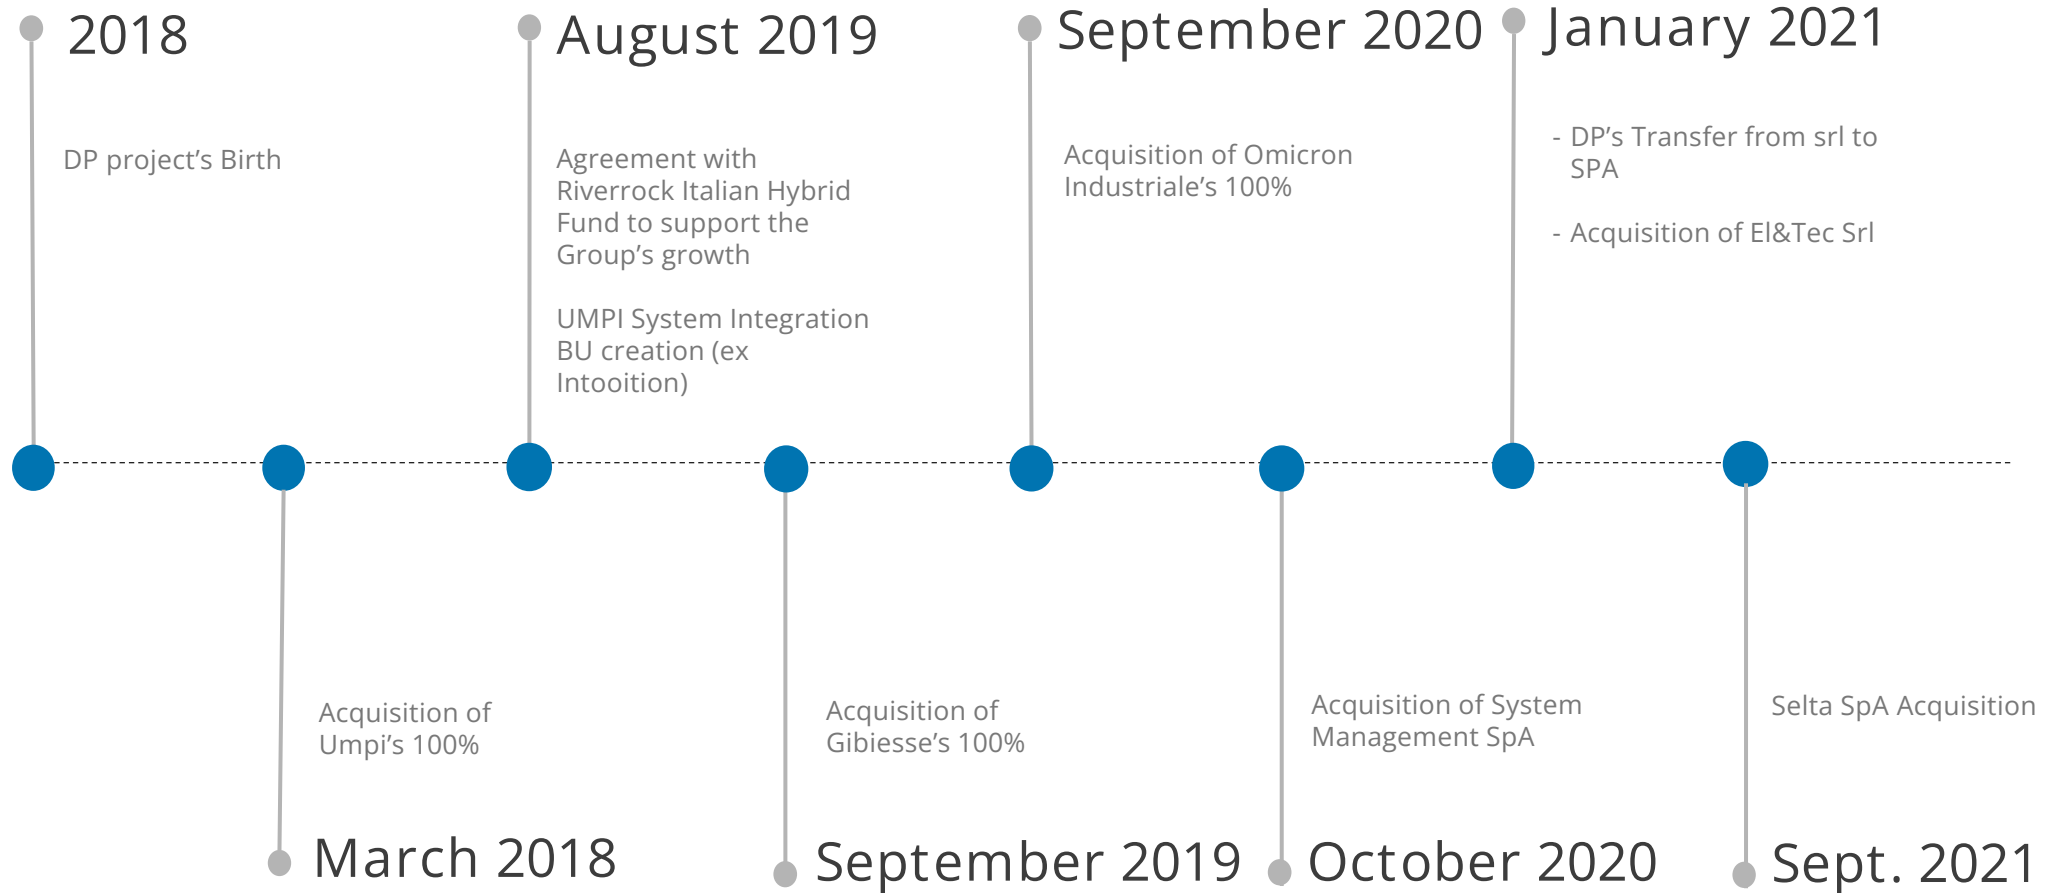 2018
DP project’s Birth
August 2019
Agreement with
Riverrock Italian Hybrid
Fund to support the
Group’s growth
UMPI System Integration
BU creation (ex
Intooition)
September 2020
Acquisition of Omicron
Industriale’s 100%
January 2021
- DP’s Transfer from srl to
SPA
- Acquisition of El&Tec Srl
Acquisition of
Umpi’s 100%
March 2018
Acquisition of
Gibiesse’s 100%
September 2019
Acquisition of System
Management SpA
October 2020
Selta SpA Acquisition
Sept. 2021